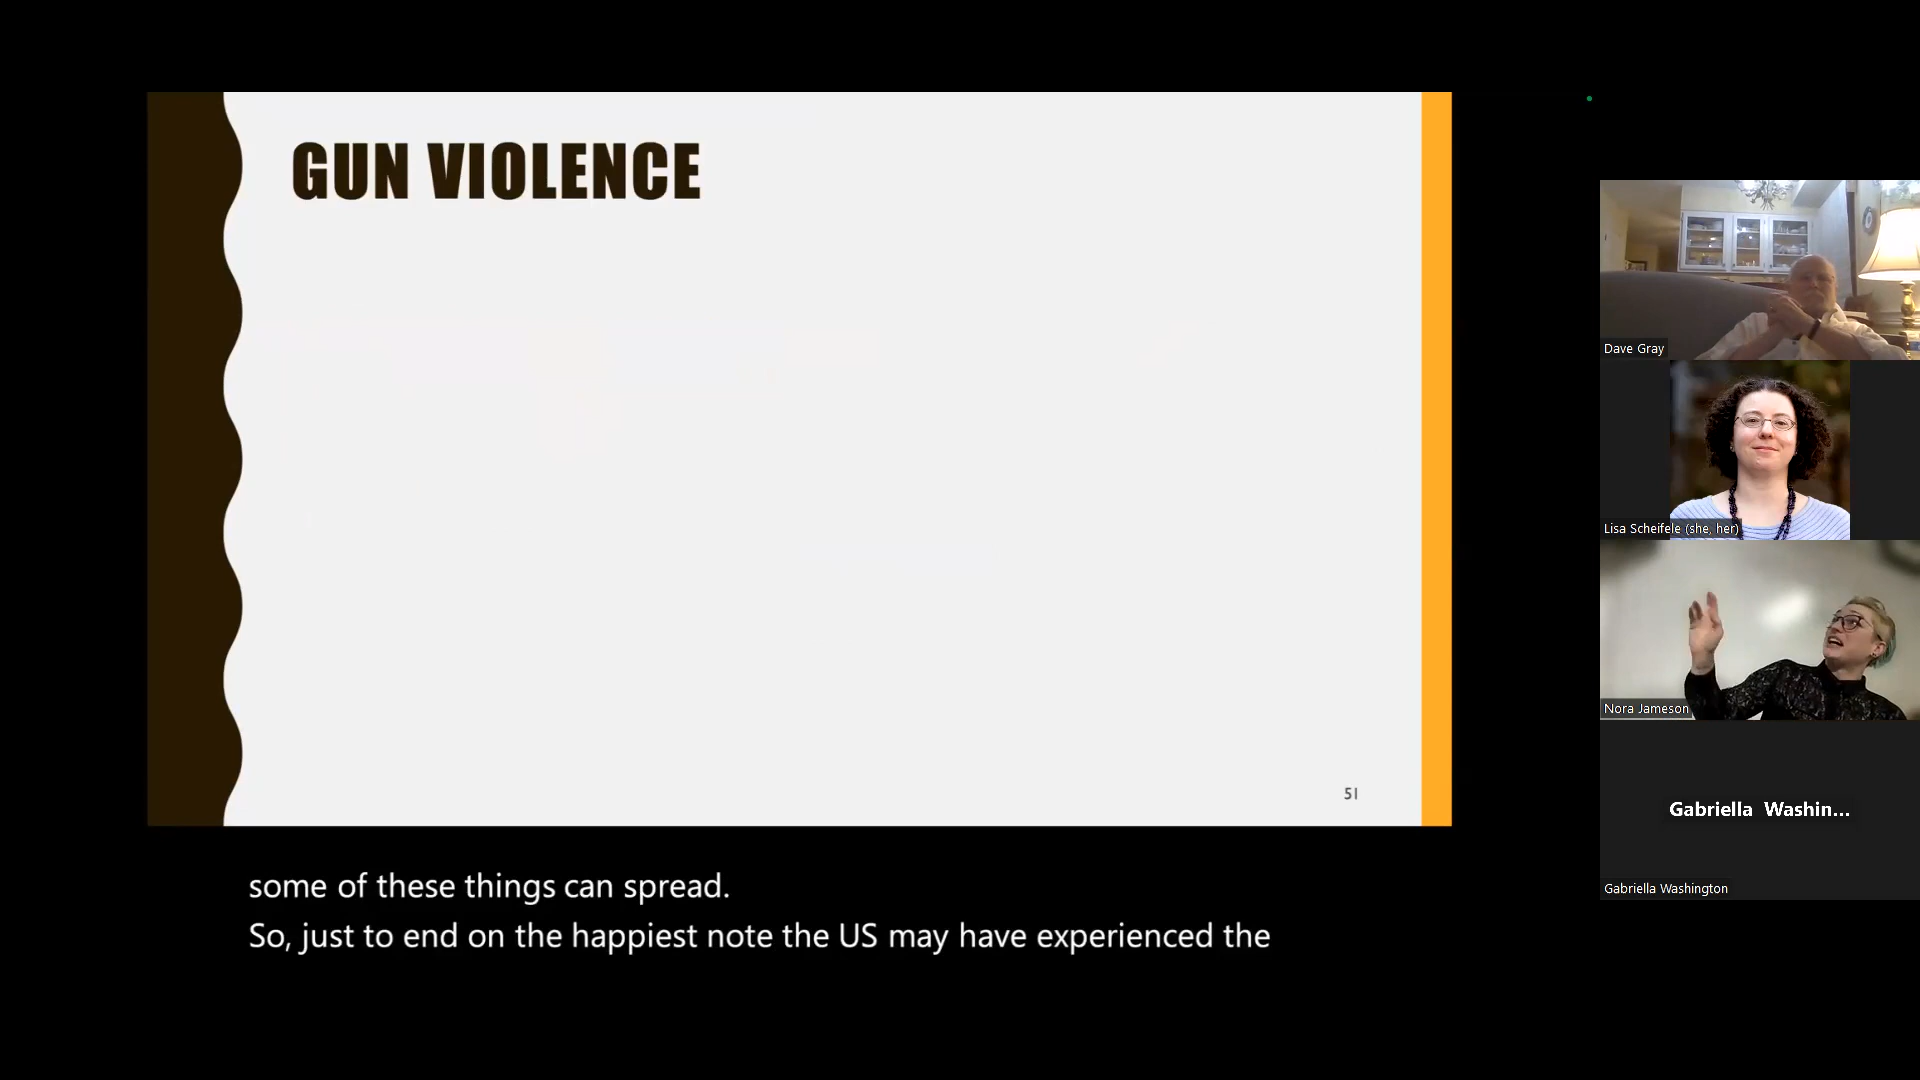 GUN VIOLENCE
51
some of these things can spread.
So, just to end on the happiest note the US may have experienced the
Dave Gray
Lisa Scheifele (she, her)
Nora Jameson
Gabriella Washin...
Gabriella Washington